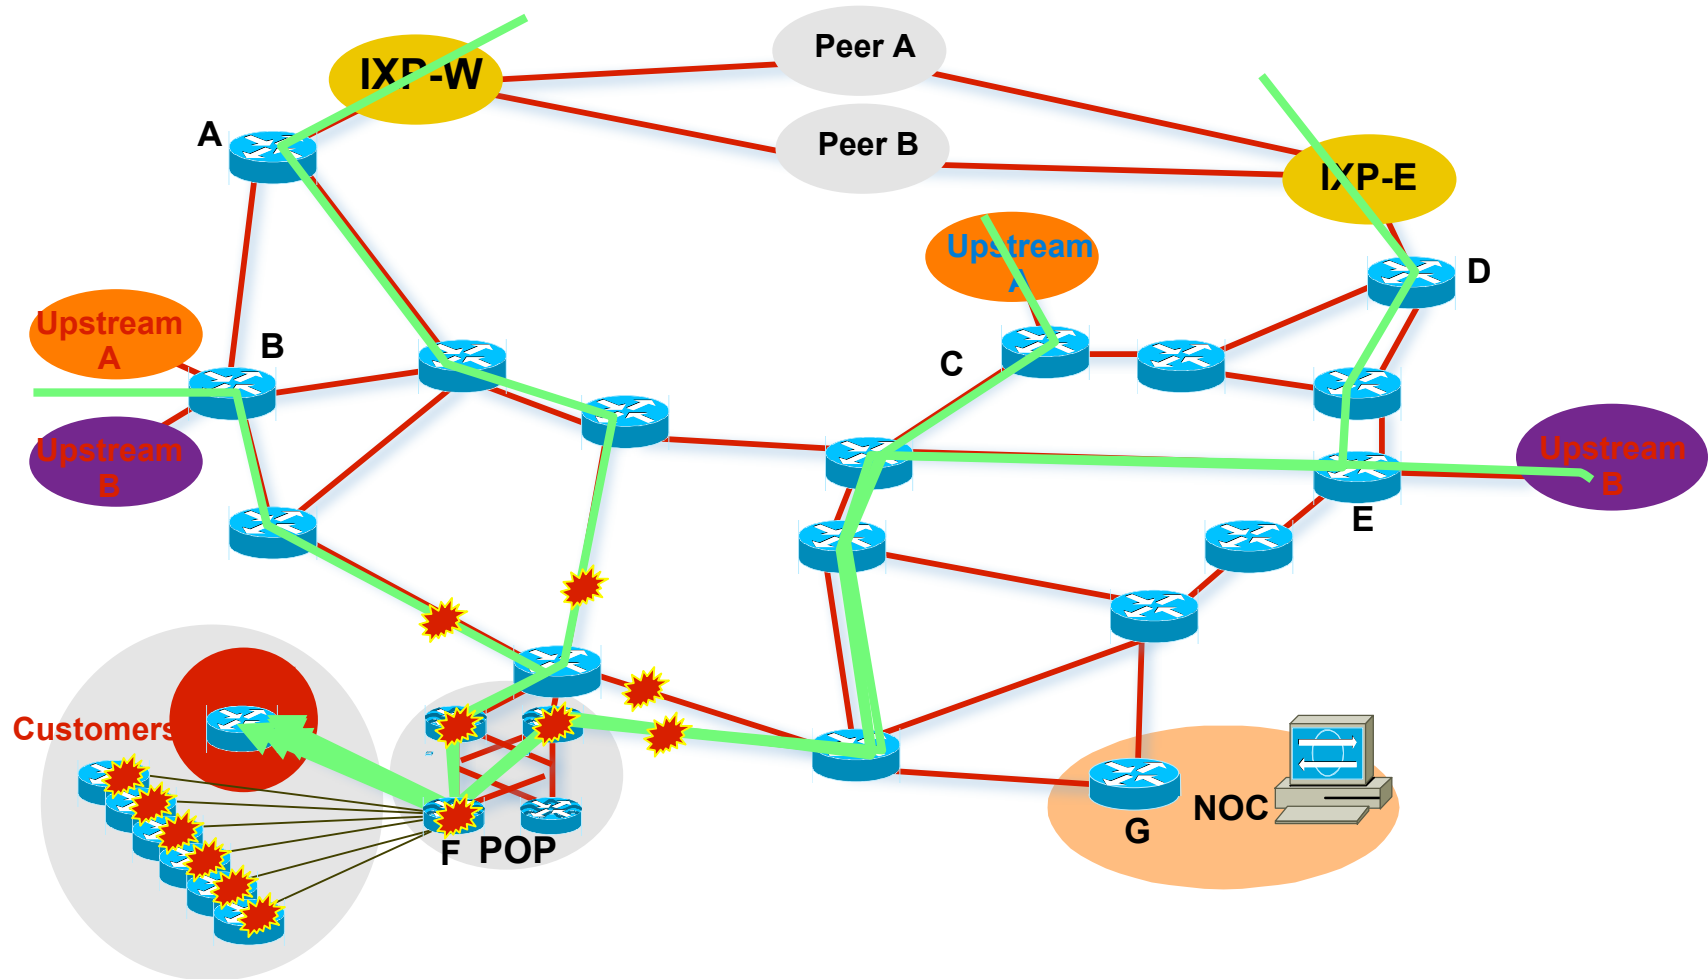 Peer A
IXP-W
A
Peer B
IXP-E
Upstream
A
D
Upstream
A
B
C
Upstream
B
Upstream
B
E
Customers
NOC
G
F
POP